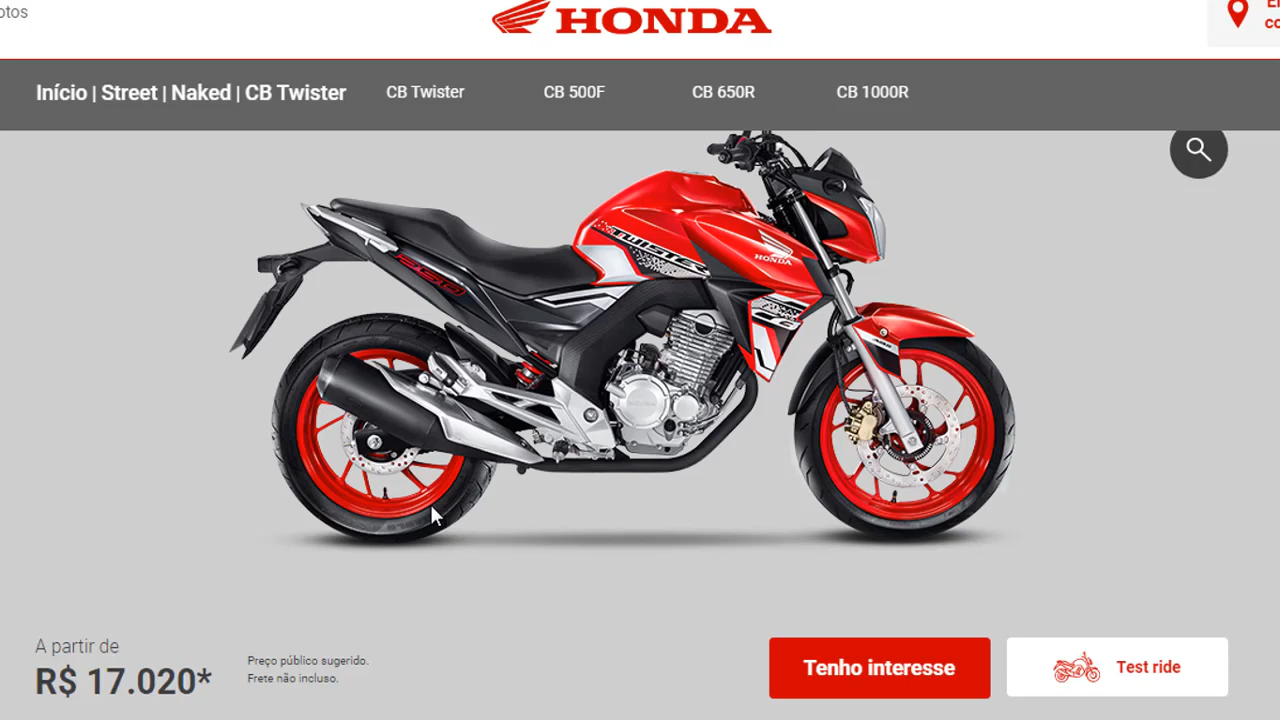 otos
HONDA
Início | Street | Naked | CB Twister
CB Twister
CB 500F
CB 650R
CB 1000R
TWISTER
HONDA
250
A partir de
R$ 17.020*
Preço público sugerido.
Frete não incluso.
Tenho interesse
Test ride